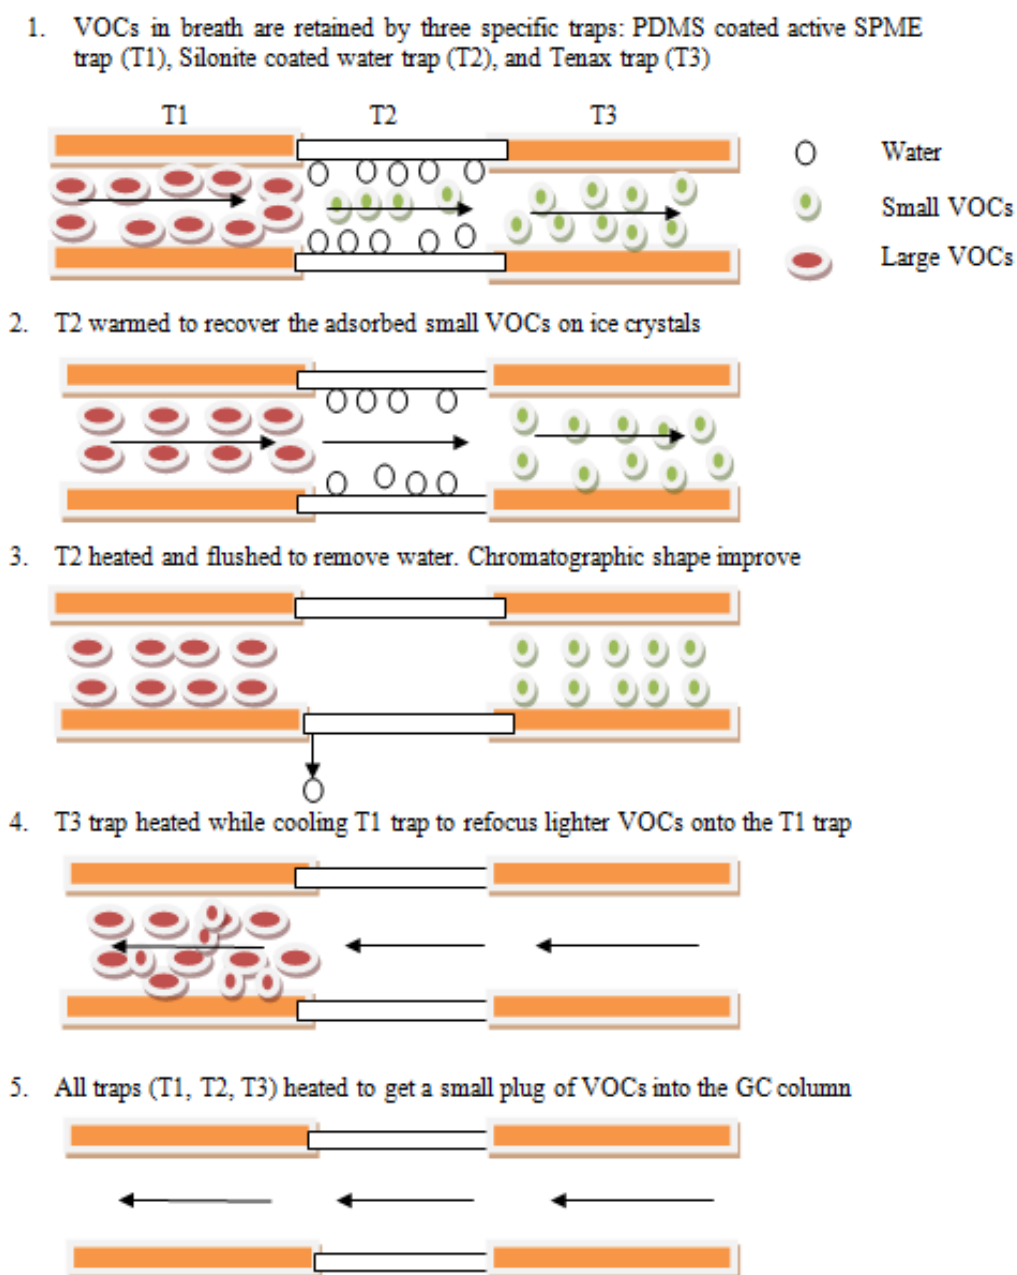 1. VOCs in breath are retained by three specific traps: PDMS coated active SPME
trap (T1), Silonite coated water trap (T2), and Tenax trap (T3)
T1 T2 T3
Water
Small VOCs
Large VOCs
2. T2 warmed to recover the adsorbed small VOCs on ice crystals
3. T2 heated and flushed to remove water. Chromatographic shape improve
4. T3 trap heated while cooling T1 trap to refocus lighter VOCs onto the T1 trap
5. All traps (T1, T2, T3) heated to get a small plug of VOCs into the GC column